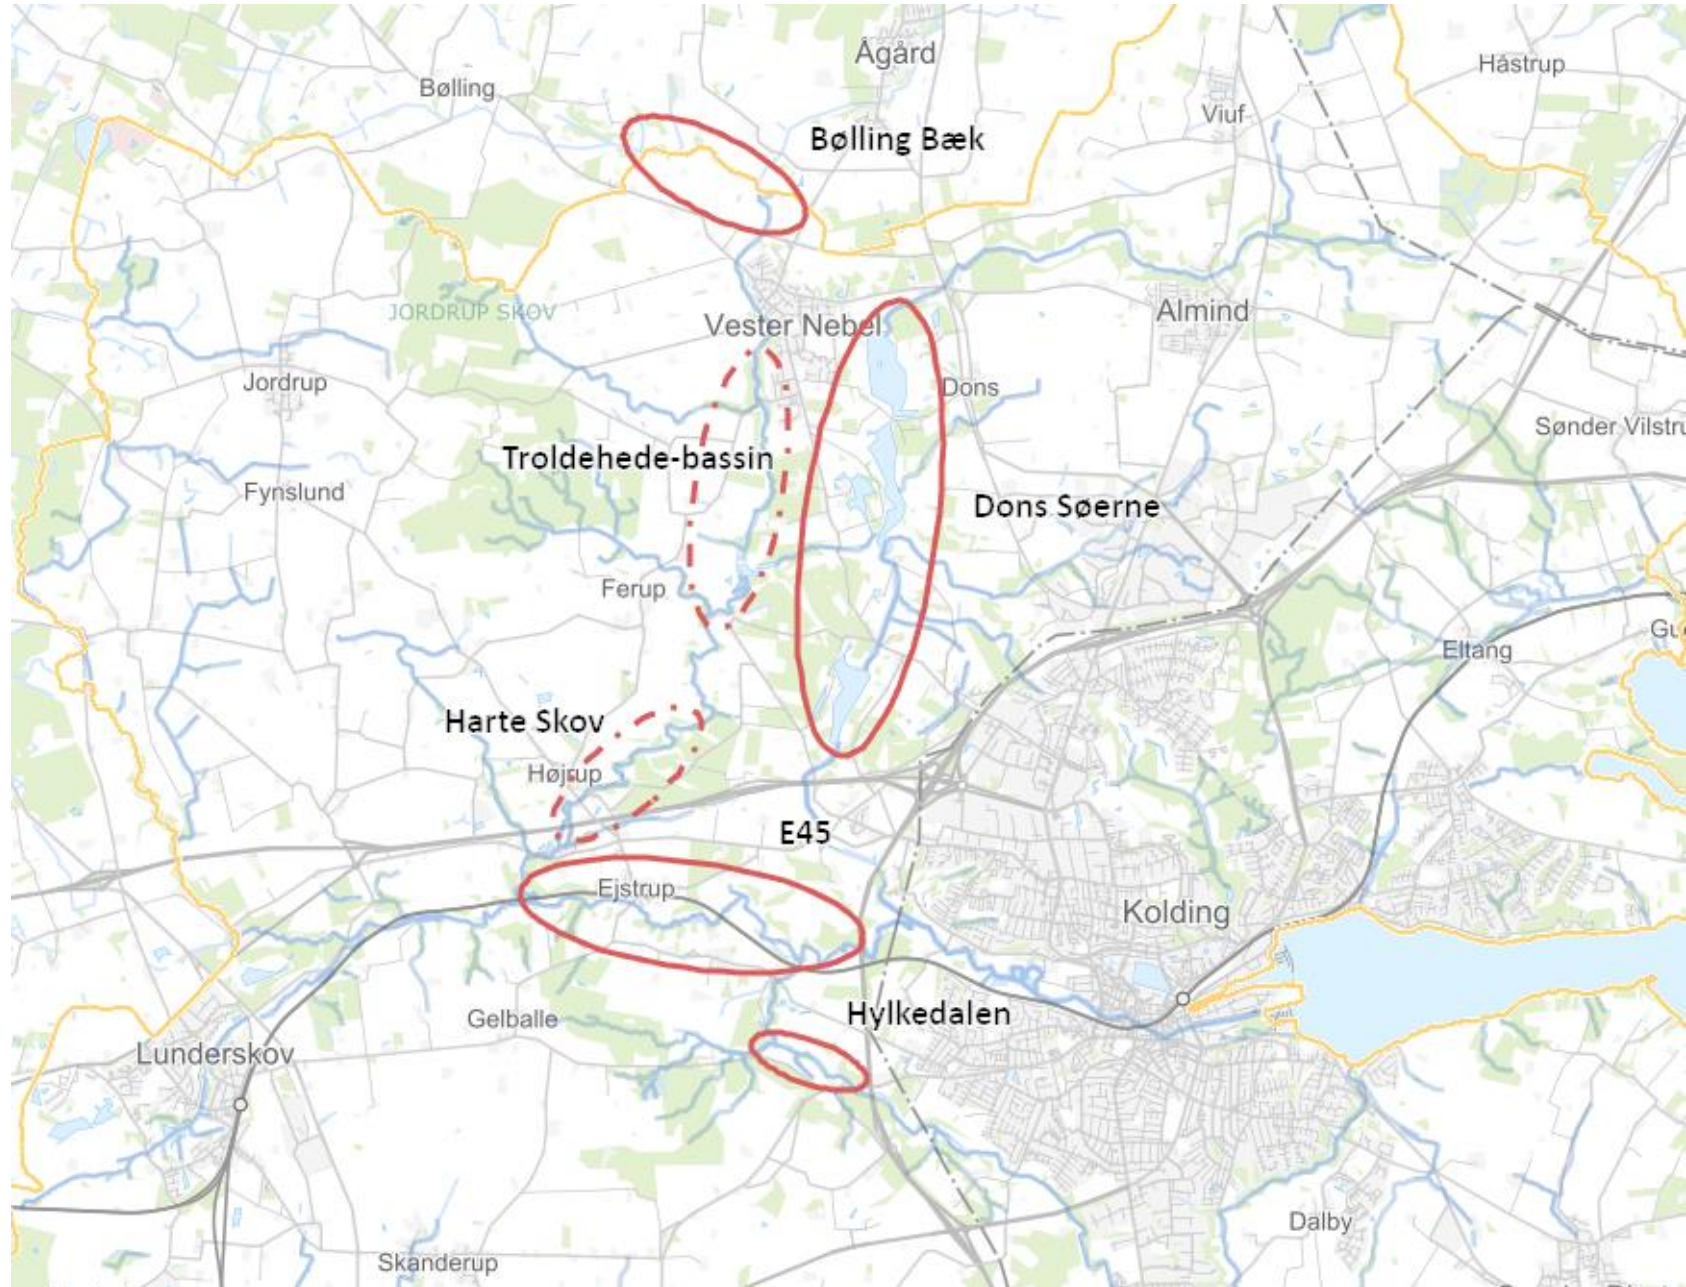 Ågård
Håstrup
Bølling
Viuf
Bølling Bæk
JORDRUP SKOV
Almind
Vester Nebel
Jordrup
Dons
Sønder Vilstru
Troldehede-bassin
Fynslund
Dons Søerne
Ferup
Eltang
Harte Skov
Højrup
E45
Ejstrup
Kolding
Hylkedalen
Gelballe
Lunderskov
Dalby
Skanderup